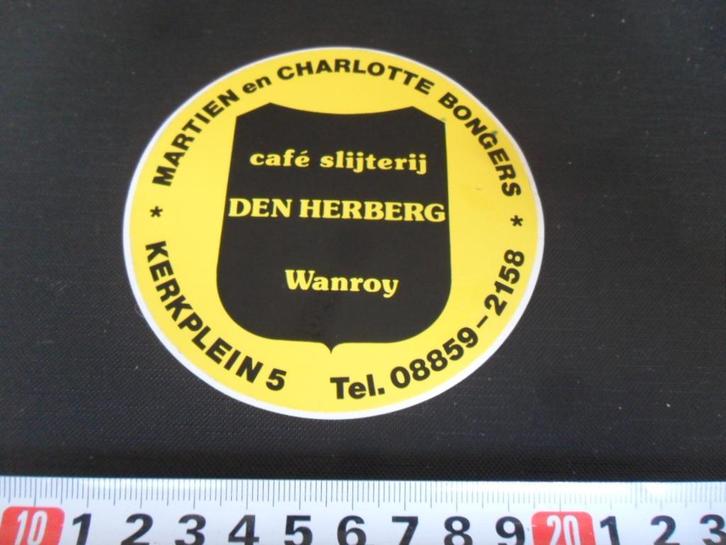 * MARTIEN en CHARLOTTE BONGERS *
café slijterij
DEN HERBERG
Wanroy
KERKPLEIN 5 Tel. 08859-2158
10 1 2 3 4 5 6 7 8 9 20 1 2 3